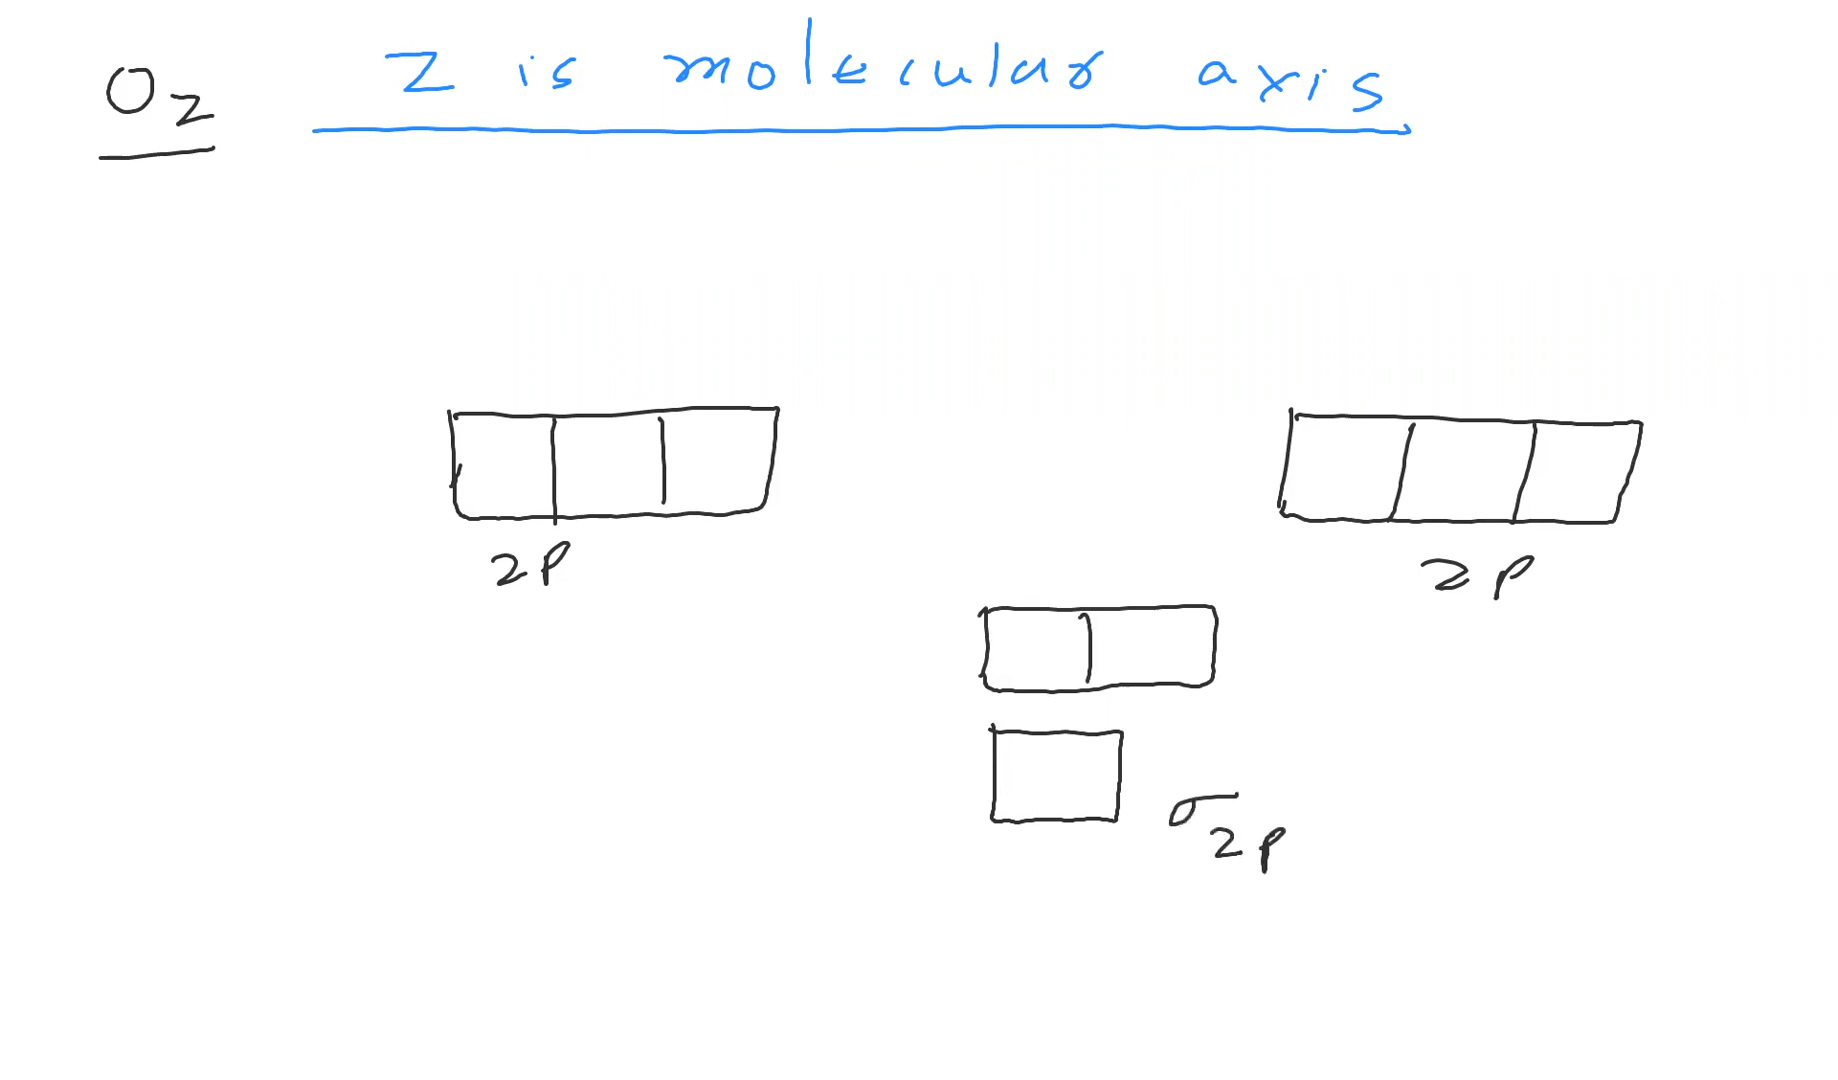 O₂ Z is molecular axis
2P 2P
σ₂ₚ